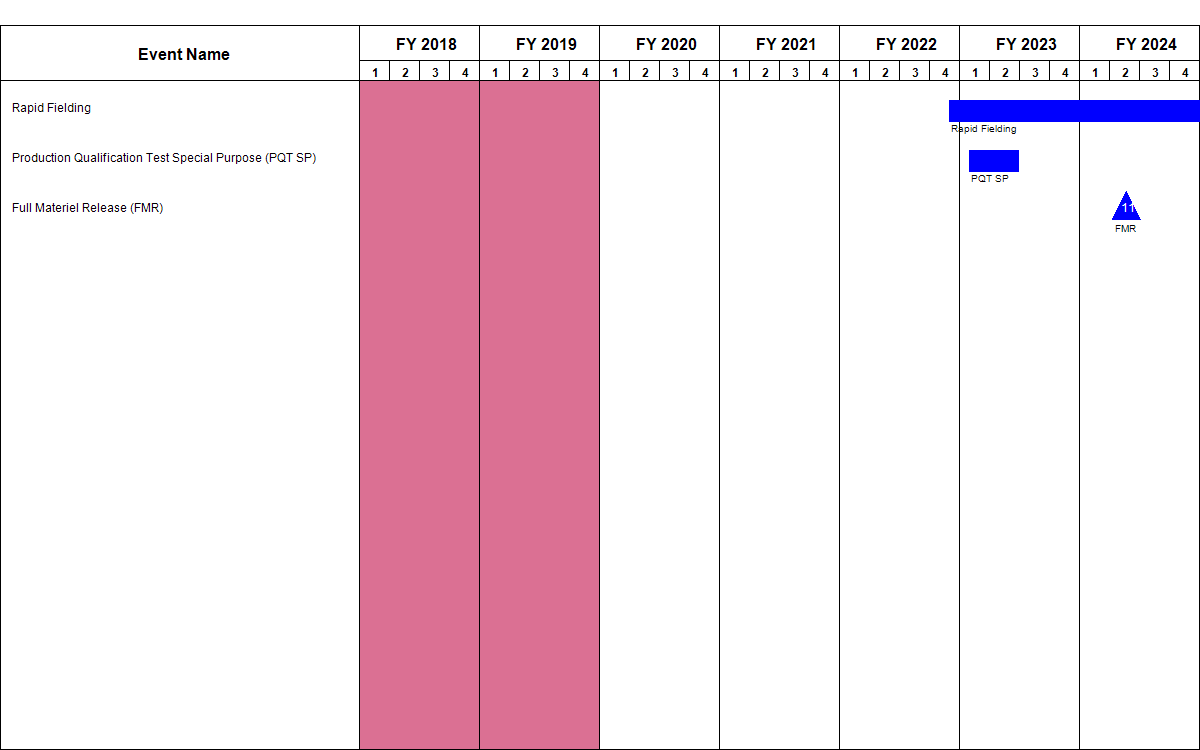 Event Name FY 2018 FY 2019 FY 2020 FY 2021 FY 2022 FY 2023 FY 2024
1 2 3 4 1 2 3 4 1 2 3 4 1 2 3 4 1 2 3 4 1 2 3 4 1 2 3 4
Rapid Fielding
Rapid Fielding
Production Qualification Test Special Purpose (PQT SP)
PQT SP
Full Materiel Release (FMR) 11
FMR